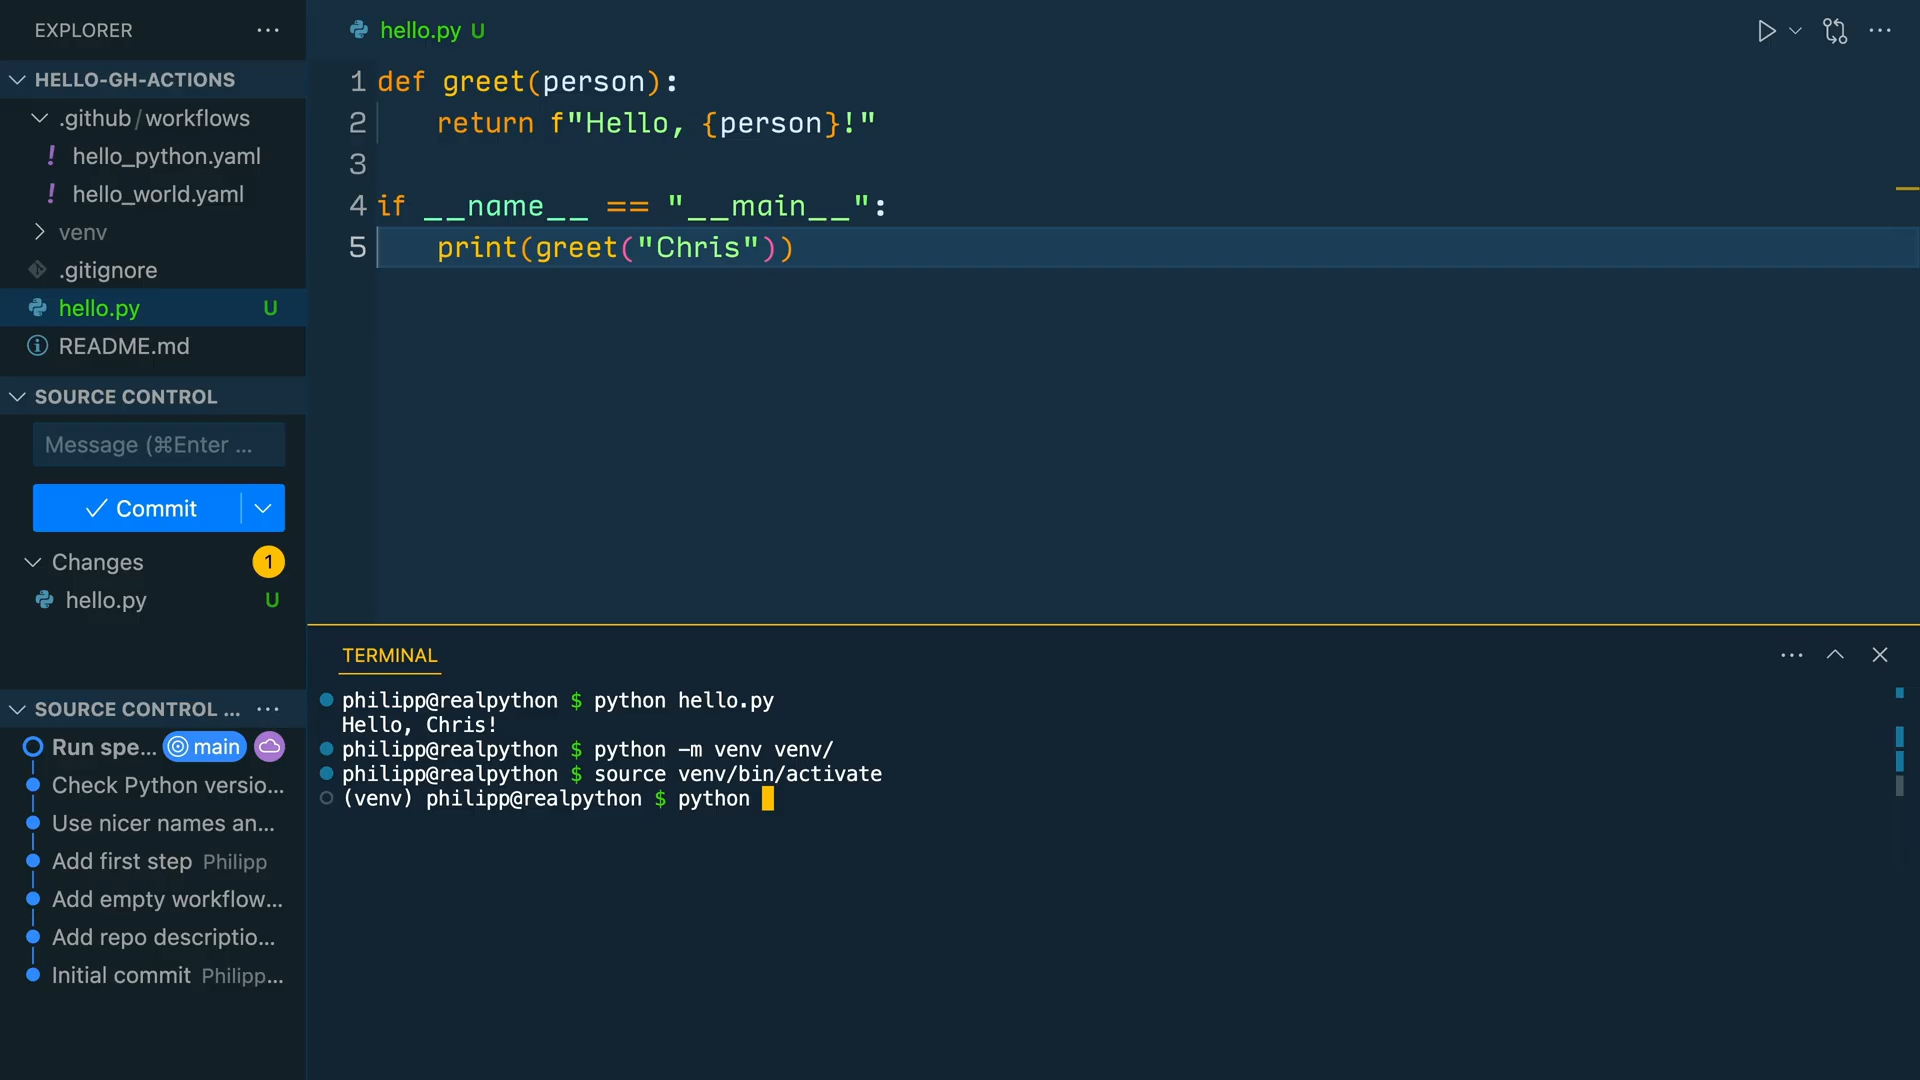 EXPLORER ...
HELLO-GH-ACTIONS
.github/workflows
! hello_python.yaml
! hello_world.yaml
venv
.gitignore
hello.py U
README.md
SOURCE CONTROL
Message (⌘Enter ...
Commit
Changes 1
hello.py U
SOURCE CONTROL ... ...
Run spe... main
Check Python versio...
Use nicer names an...
Add first step Philipp
Add empty workflow...
Add repo descriptio...
Initial commit Philipp...
hello.py U
1 def greet(person):
2 return f"Hello, {person}!"
3
4 if __name__ == "__main__":
5 print(greet("Chris"))
TERMINAL
philipp@realpython $ python hello.py
Hello, Chris!
philipp@realpython $ python -m venv venv/
philipp@realpython $ source venv/bin/activate
(venv) philipp@realpython $ python